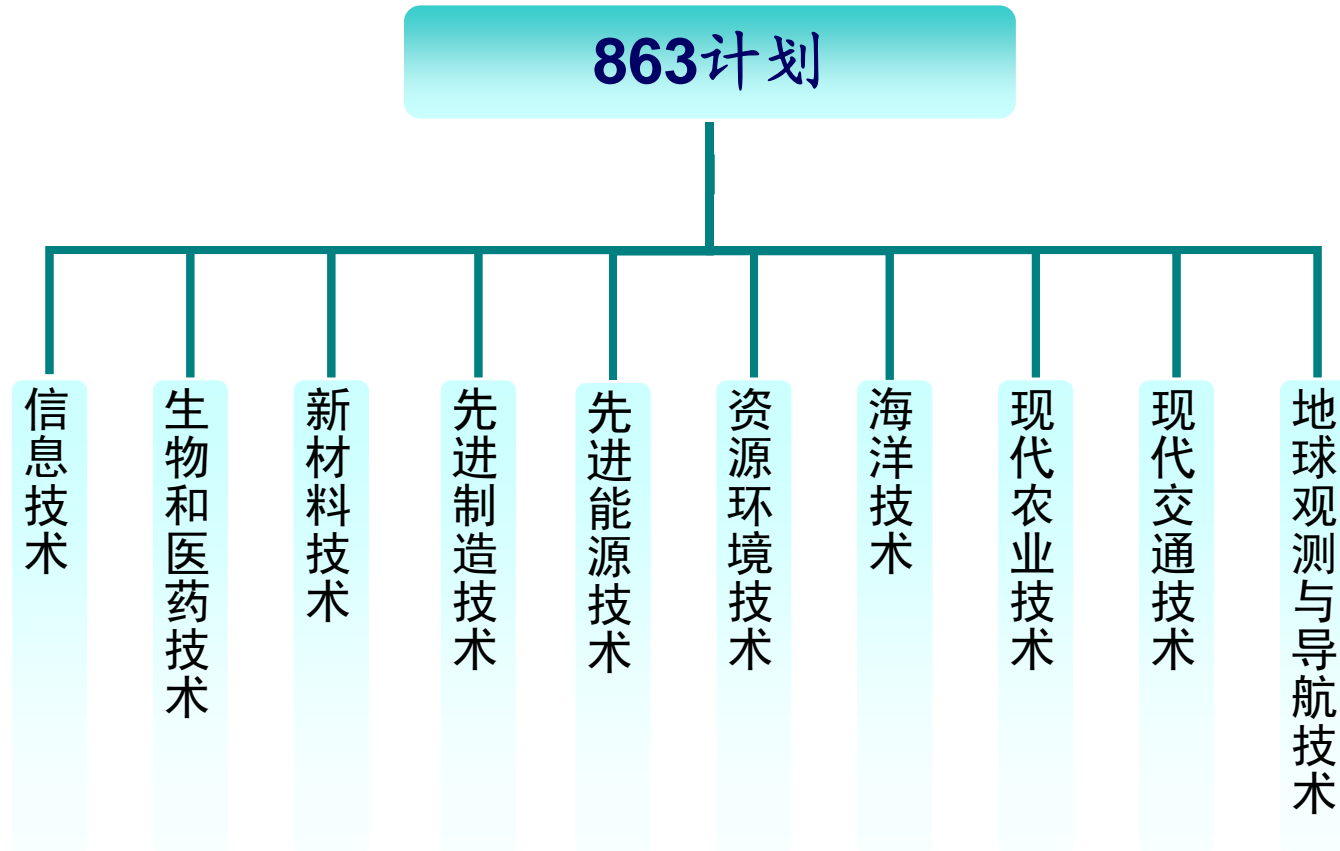 863计划
信息技术
生物和医药技术
新材料技术
先进制造技术
先进能源技术
资源环境技术
海洋技术
现代农业技术
现代交通技术
地球观测与导航技术